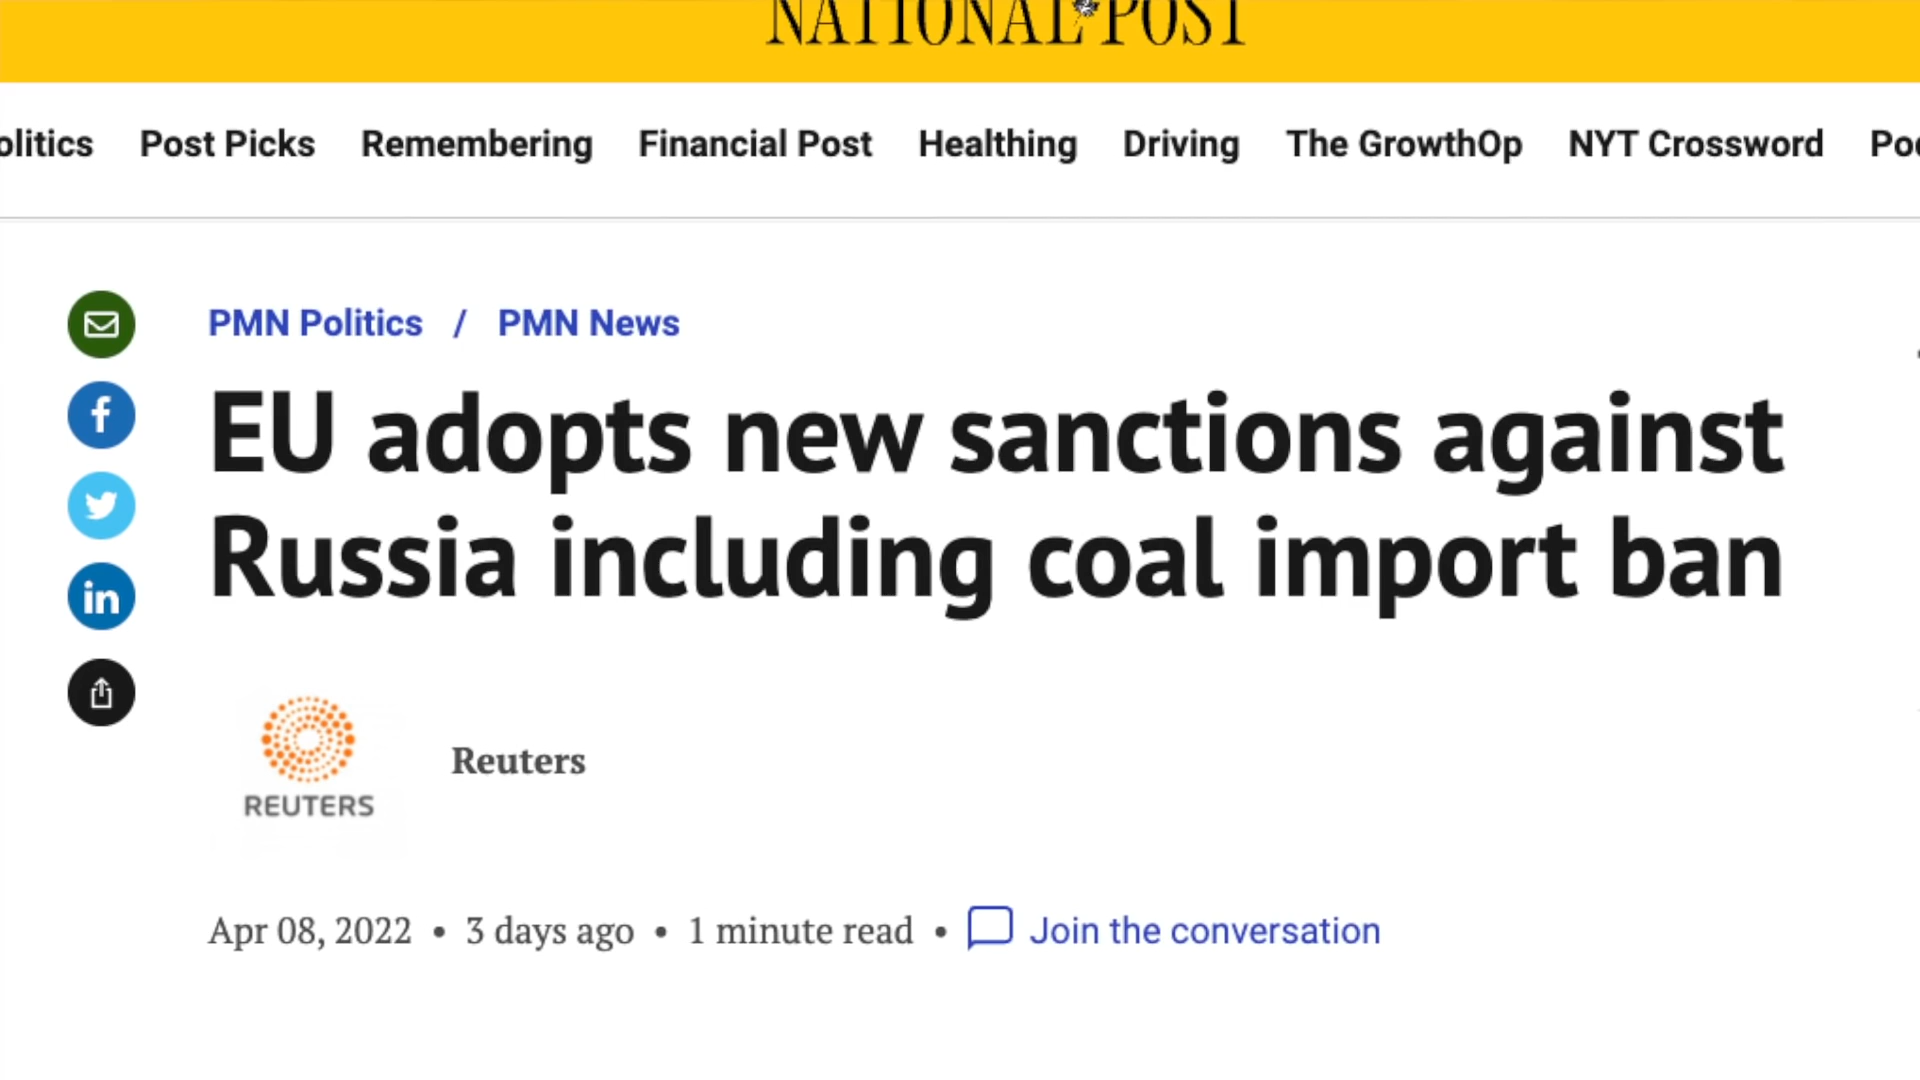 NATIONAL POST
olitics Post Picks Remembering Financial Post Healthing Driving The GrowthOp NYT Crossword Po
PMN Politics / PMN News
EU adopts new sanctions against
Russia including coal import ban
REUTERS
Reuters
Apr 08, 2022 • 3 days ago • 1 minute read • Join the conversation